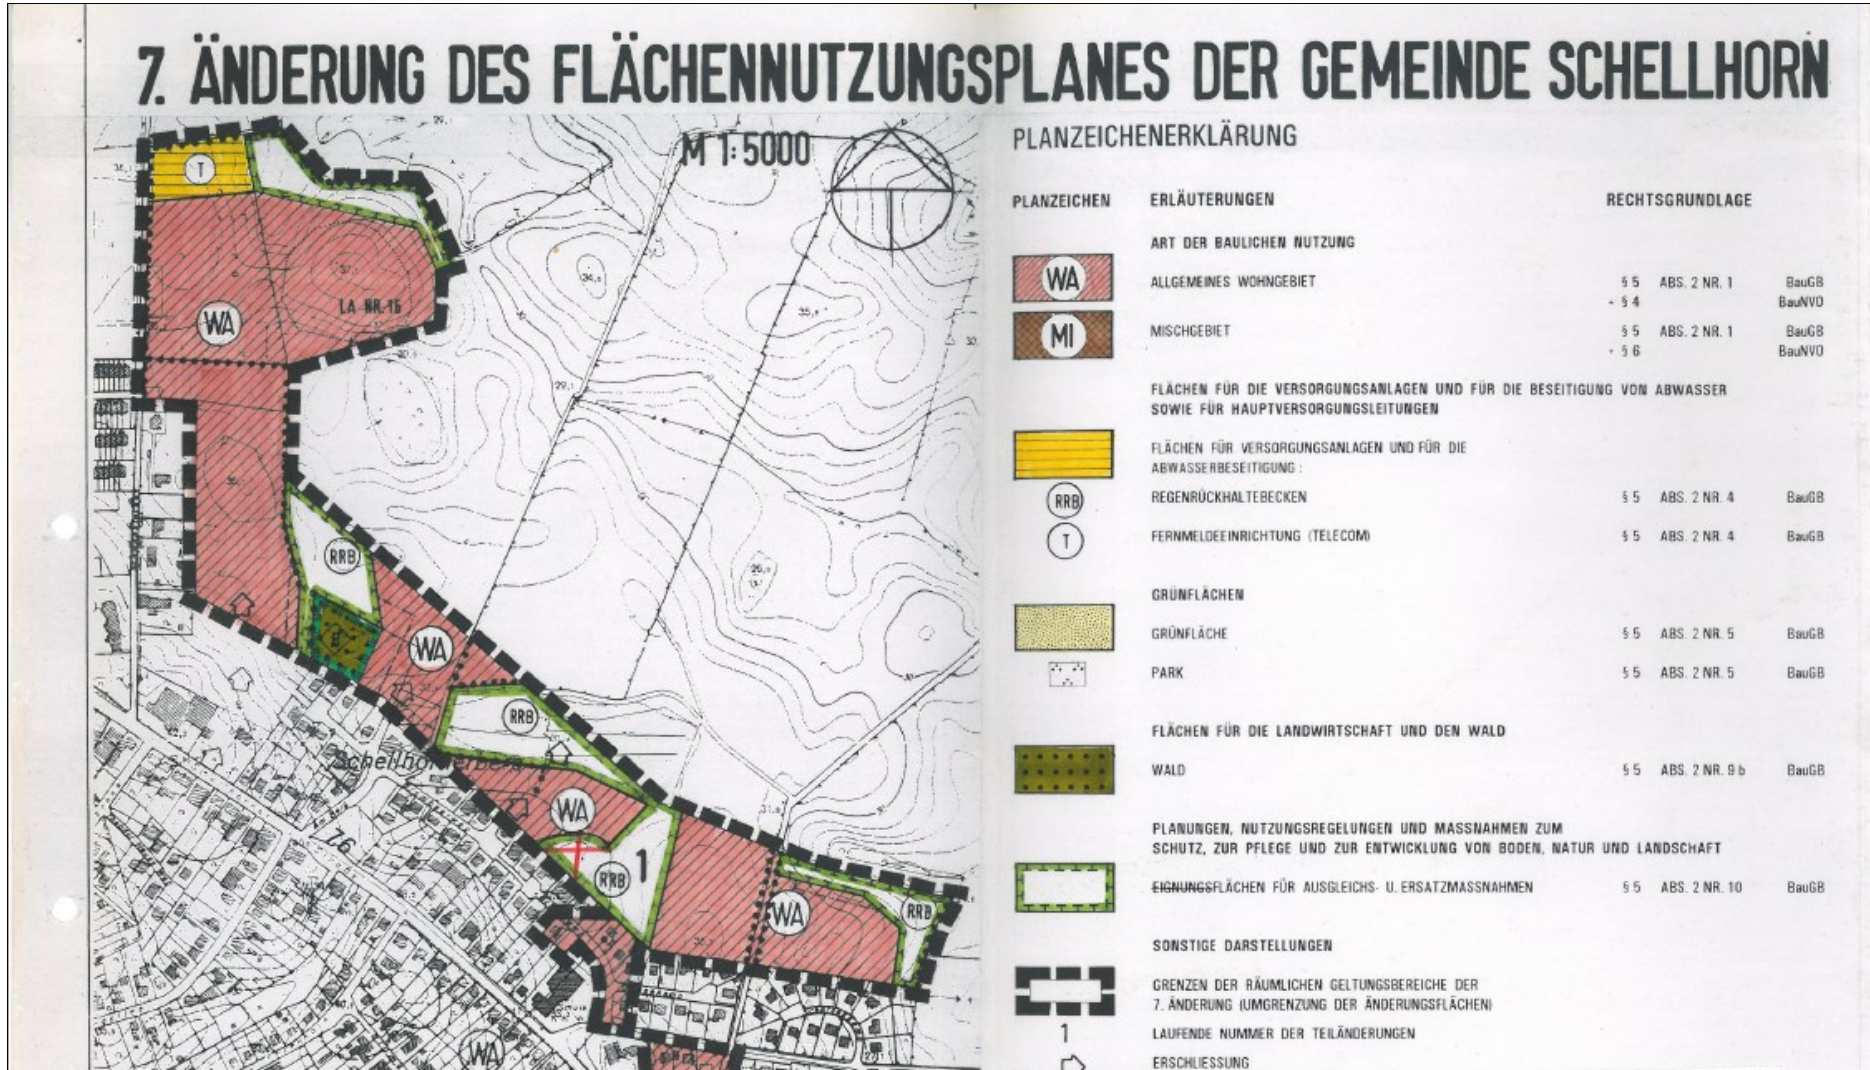 7. ÄNDERUNG DES FLÄCHENNUTZUNGSPLANES DER GEMEINDE SCHELLHORN
M 1:5000
T
WA
LA NR. 16
RRB
WA
RRB
Schellhornerberg
WA
76
RRB
1
WA
RRB
WA
PLANZEICHENERKLÄRUNG
PLANZEICHEN ERLÄUTERUNGEN RECHTSGRUNDLAGE
ART DER BAULICHEN NUTZUNG
WA ALLGEMEINES WOHNGEBIET § 5 ABS. 2 NR. 1 BauGB
+ § 4 BauNVO
MI MISCHGEBIET § 5 ABS. 2 NR. 1 BauGB
+ § 6 BauNVO
FLÄCHEN FÜR DIE VERSORGUNGSANLAGEN UND FÜR DIE BESEITIGUNG VON ABWASSER
SOWIE FÜR HAUPTVERSORGUNGSLEITUNGEN
FLÄCHEN FÜR VERSORGUNGSANLAGEN UND FÜR DIE
ABWASSERBESEITIGUNG :
RRB REGENRÜCKHALTEBECKEN § 5 ABS. 2 NR. 4 BauGB
T FERNMELDEEINRICHTUNG (TELECOM) § 5 ABS. 2 NR. 4 BauGB
GRÜNFLÄCHEN
GRÜNFLÄCHE § 5 ABS. 2 NR. 5 BauGB
PARK § 5 ABS. 2 NR. 5 BauGB
FLÄCHEN FÜR DIE LANDWIRTSCHAFT UND DEN WALD
WALD § 5 ABS. 2 NR. 9 b BauGB
PLANUNGEN, NUTZUNGSREGELUNGEN UND MASSNAHMEN ZUM
SCHUTZ, ZUR PFLEGE UND ZUR ENTWICKLUNG VON BODEN, NATUR UND LANDSCHAFT
EIGNUNGSFLÄCHEN FÜR AUSGLEICHS- U. ERSATZMASSNAHMEN § 5 ABS. 2 NR. 10 BauGB
SONSTIGE DARSTELLUNGEN
GRENZEN DER RÄUMLICHEN GELTUNGSBEREICHE DER
7. ÄNDERUNG (UMGRENZUNG DER ÄNDERUNGSFLÄCHEN)
1 LAUFENDE NUMMER DER TEILÄNDERUNGEN
ERSCHLIESSUNG